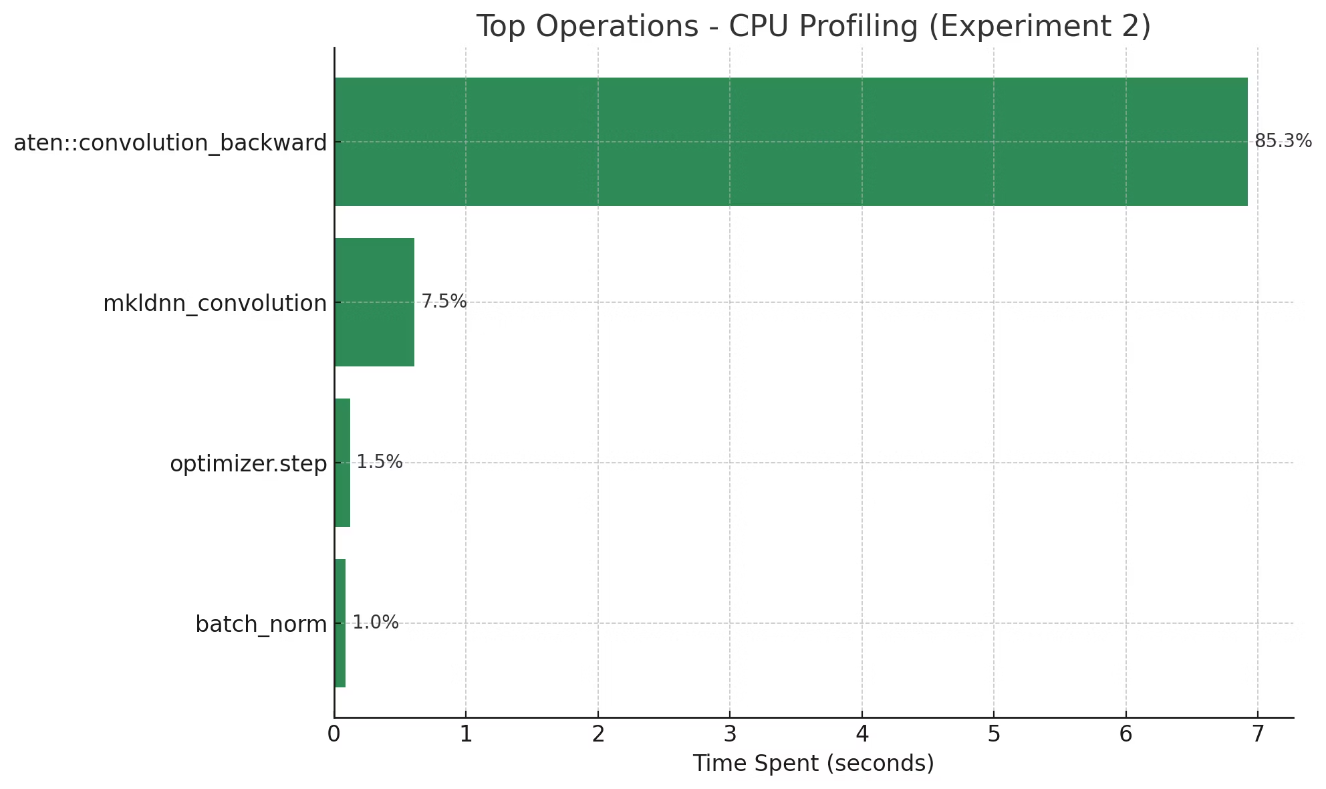 Top Operations - CPU Profiling (Experiment 2)
aten::convolution_backward
85.3%
mkldnn_convolution
7.5%
optimizer.step
1.5%
batch_norm
1.0%
0 1 2 3 4 5 6 7
Time Spent (seconds)